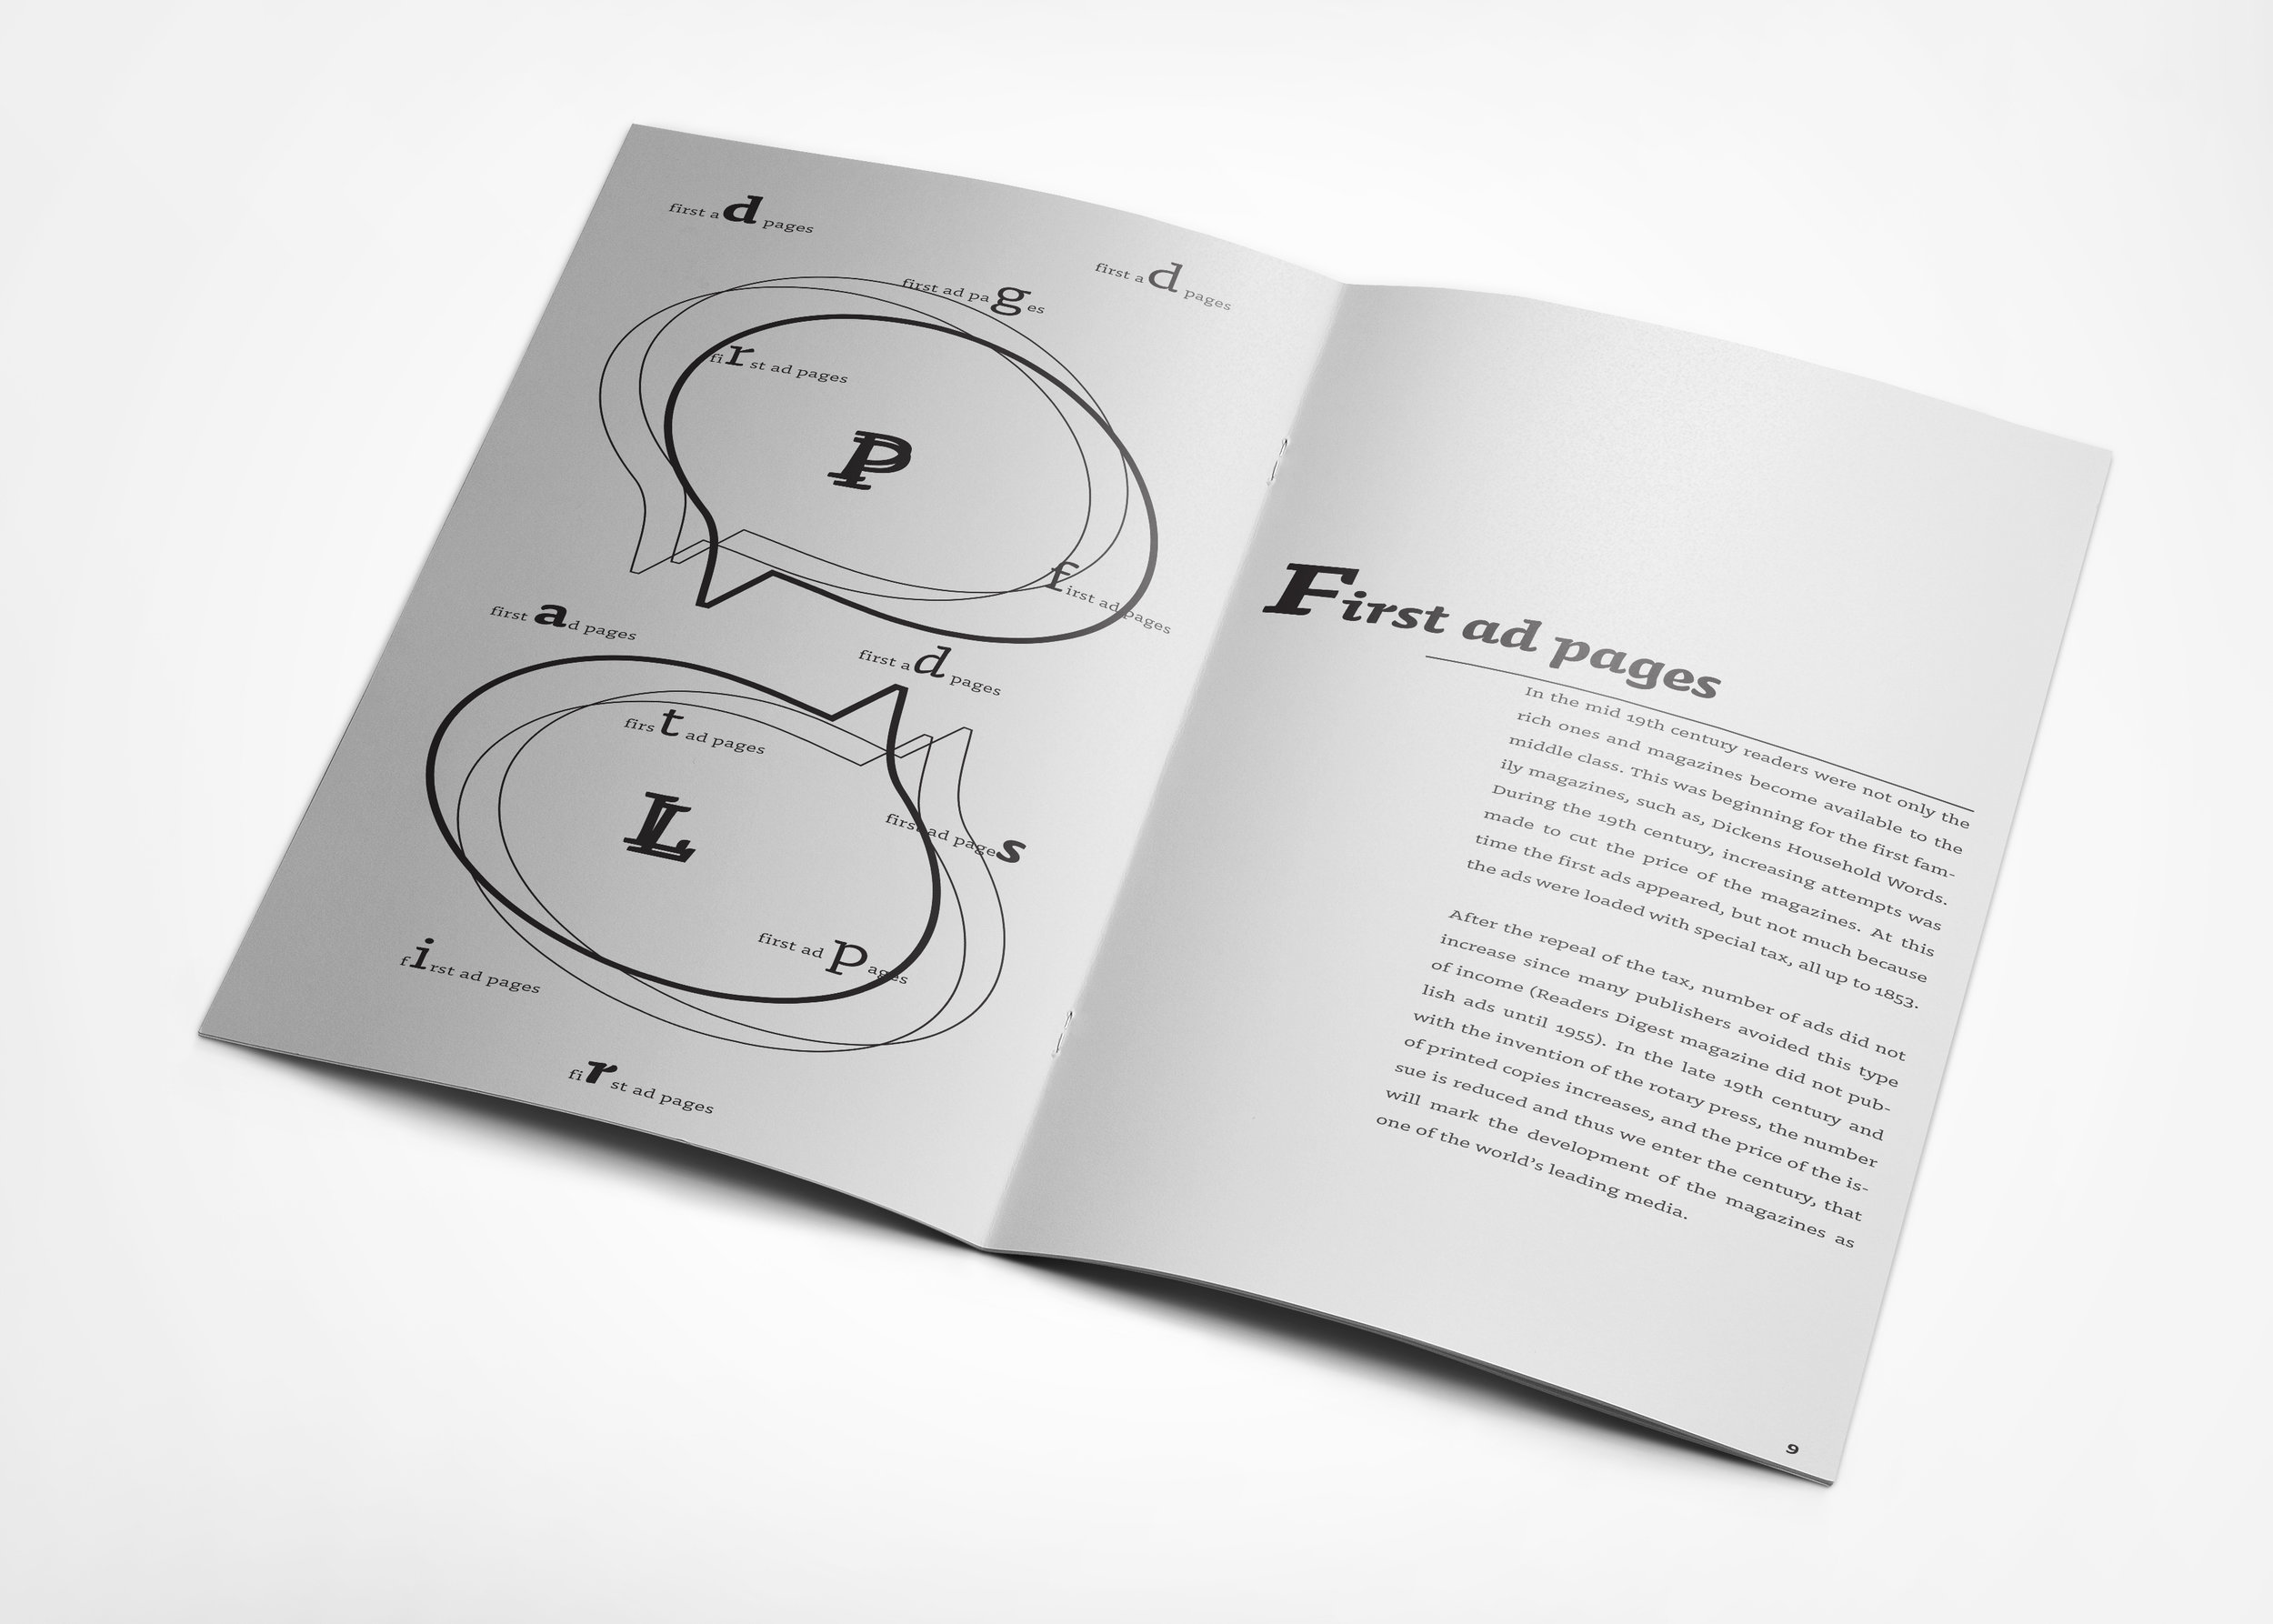 first ad pages
first ad pages
first ad pages
first ad pages
P
first ad pages
first ad pages
first ad pages
first ad pages
L
first ad pages
first ad pages
first ad pages
first ad pages
First ad pages
In the mid 19th century readers were not only the
rich ones and magazines become available to the
middle class. This was beginning for the first fam-
ily magazines, such as, Dickens Household Words.
During the 19th century, increasing attempts was
made to cut the price of the magazines. At this
time the first ads appeared, but not much because
the ads were loaded with special tax, all up to 1853.
After the repeal of the tax, number of ads did not
increase since many publishers avoided this type
of income (Readers Digest magazine did not pub-
lish ads until 1955). In the late 19th century and
with the invention of the rotary press, the number
of printed copies increases, and the price of the is-
sue is reduced and thus we enter the century, that
will mark the development of the magazines as
one of the world's leading media.
9